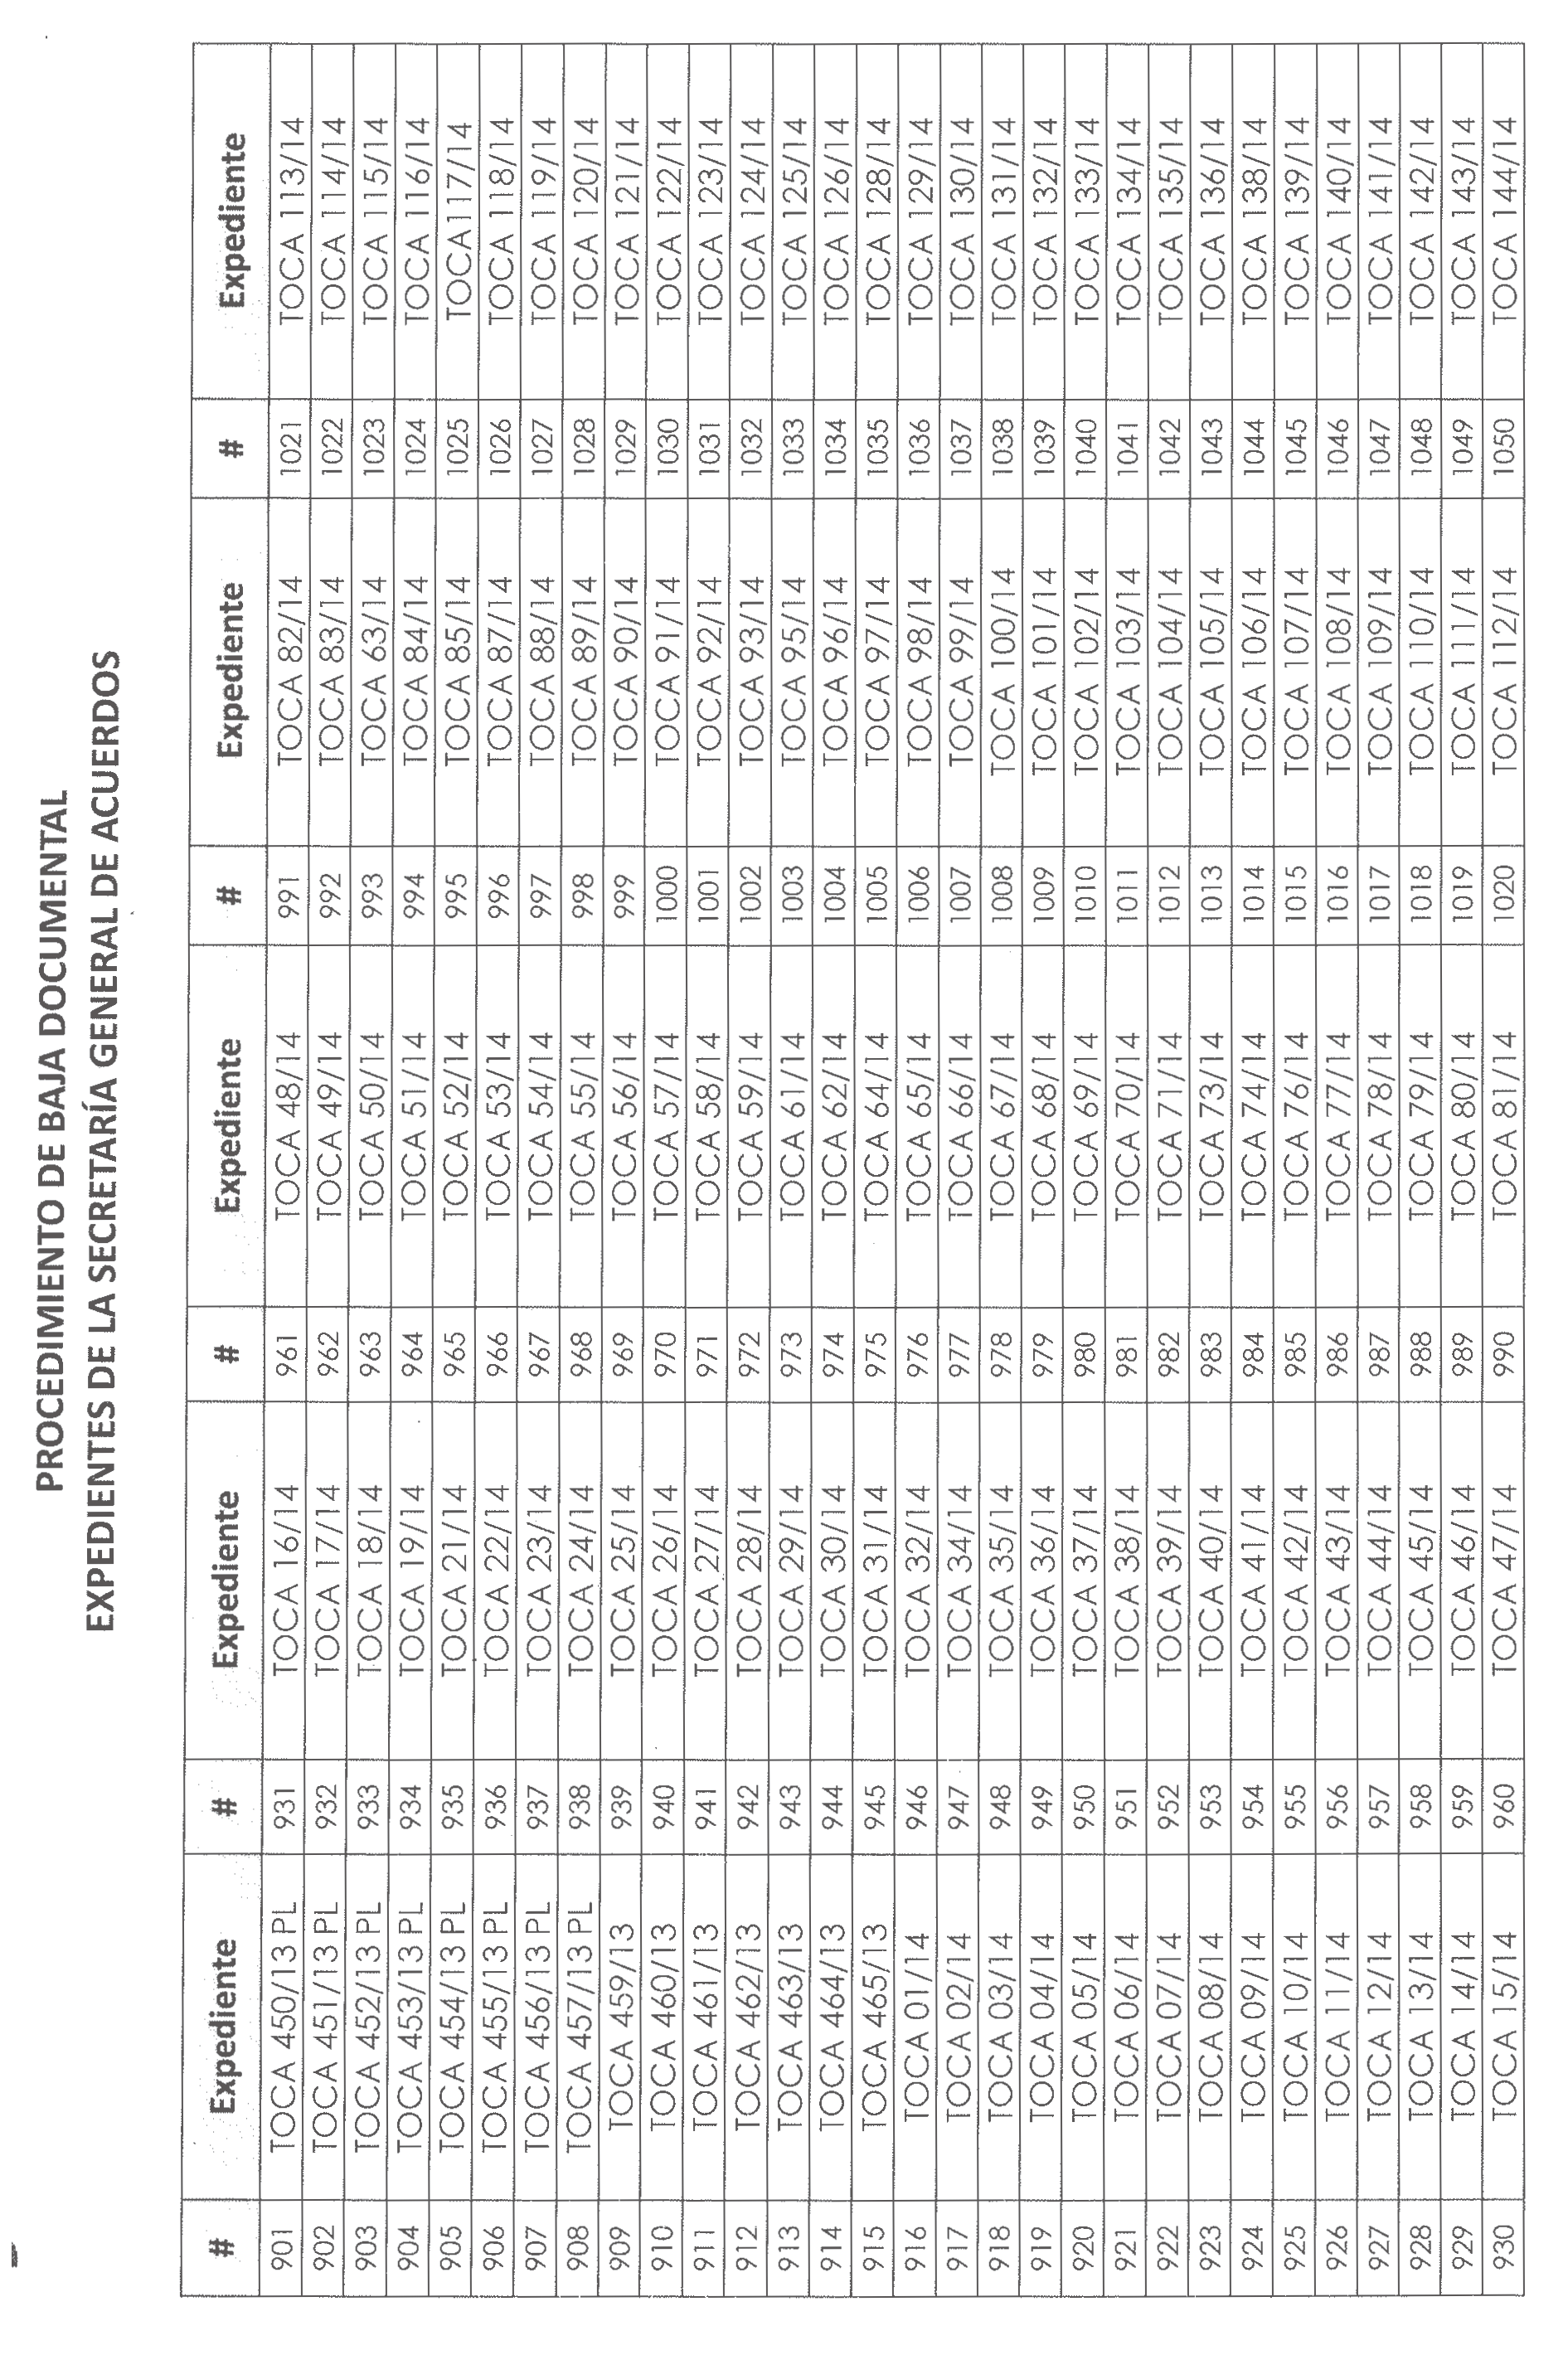 PROCEDIMIENTO DE BAJA DOCUMENTAL
EXPEDIENTES DE LA SECRETARÍA GENERAL DE ACUERDOS
# Expediente # Expediente # Expediente # Expediente # Expediente
901 TOCA 450/13 PL 931 TOCA 16/14 961 TOCA 48/14 991 TOCA 82/14 1021 TOCA 113/14
902 TOCA 451/13 PL 932 TOCA 17/14 962 TOCA 49/14 992 TOCA 83/14 1022 TOCA 114/14
903 TOCA 452/13 PL 933 TOCA 18/14 963 TOCA 50/14 993 TOCA 63/14 1023 TOCA 115/14
904 TOCA 453/13 PL 934 TOCA 19/14 964 TOCA 51/14 994 TOCA 84/14 1024 TOCA 116/14
905 TOCA 454/13 PL 935 TOCA 21/14 965 TOCA 52/14 995 TOCA 85/14 1025 TOCA117/14
906 TOCA 455/13 PL 936 TOCA 22/14 966 TOCA 53/14 996 TOCA 87/14 1026 TOCA 118/14
907 TOCA 456/13 PL 937 TOCA 23/14 967 TOCA 54/14 997 TOCA 88/14 1027 TOCA 119/14
908 TOCA 457/13 PL 938 TOCA 24/14 968 TOCA 55/14 998 TOCA 89/14 1028 TOCA 120/14
909 TOCA 459/13 939 TOCA 25/14 969 TOCA 56/14 999 TOCA 90/14 1029 TOCA 121/14
910 TOCA 460/13 940 TOCA 26/14 970 TOCA 57/14 1000 TOCA 91/14 1030 TOCA 122/14
911 TOCA 461/13 941 TOCA 27/14 971 TOCA 58/14 1001 TOCA 92/14 1031 TOCA 123/14
912 TOCA 462/13 942 TOCA 28/14 972 TOCA 59/14 1002 TOCA 93/14 1032 TOCA 124/14
913 TOCA 463/13 943 TOCA 29/14 973 TOCA 61/14 1003 TOCA 95/14 1033 TOCA 125/14
914 TOCA 464/13 944 TOCA 30/14 974 TOCA 62/14 1004 TOCA 96/14 1034 TOCA 126/14
915 TOCA 465/13 945 TOCA 31/14 975 TOCA 64/14 1005 TOCA 97/14 1035 TOCA 128/14
916 TOCA 01/14 946 TOCA 32/14 976 TOCA 65/14 1006 TOCA 98/14 1036 TOCA 129/14
917 TOCA 02/14 947 TOCA 34/14 977 TOCA 66/14 1007 TOCA 99/14 1037 TOCA 130/14
918 TOCA 03/14 948 TOCA 35/14 978 TOCA 67/14 1008 TOCA 100/14 1038 TOCA 131/14
919 TOCA 04/14 949 TOCA 36/14 979 TOCA 68/14 1009 TOCA 101/14 1039 TOCA 132/14
920 TOCA 05/14 950 TOCA 37/14 980 TOCA 69/14 1010 TOCA 102/14 1040 TOCA 133/14
921 TOCA 06/14 951 TOCA 38/14 981 TOCA 70/14 1011 TOCA 103/14 1041 TOCA 134/14
922 TOCA 07/14 952 TOCA 39/14 982 TOCA 71/14 1012 TOCA 104/14 1042 TOCA 135/14
923 TOCA 08/14 953 TOCA 40/14 983 TOCA 73/14 1013 TOCA 105/14 1043 TOCA 136/14
924 TOCA 09/14 954 TOCA 41/14 984 TOCA 74/14 1014 TOCA 106/14 1044 TOCA 138/14
925 TOCA 10/14 955 TOCA 42/14 985 TOCA 76/14 1015 TOCA 107/14 1045 TOCA 139/14
926 TOCA 11/14 956 TOCA 43/14 986 TOCA 77/14 1016 TOCA 108/14 1046 TOCA 140/14
927 TOCA 12/14 957 TOCA 44/14 987 TOCA 78/14 1017 TOCA 109/14 1047 TOCA 141/14
928 TOCA 13/14 958 TOCA 45/14 988 TOCA 79/14 1018 TOCA 110/14 1048 TOCA 142/14
929 TOCA 14/14 959 TOCA 46/14 989 TOCA 80/14 1019 TOCA 111/14 1049 TOCA 143/14
930 TOCA 15/14 960 TOCA 47/14 990 TOCA 81/14 1020 TOCA 112/14 1050 TOCA 144/14